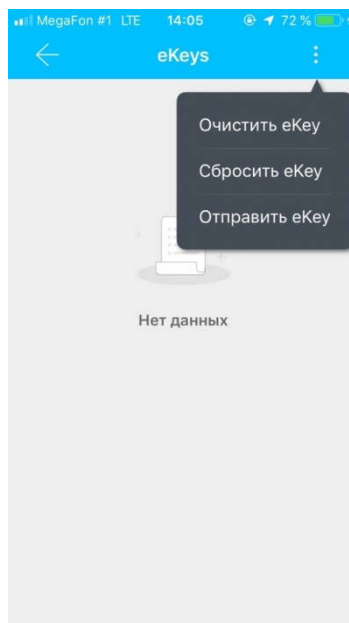 MegaFon #1 LTE 14:05 72 %
eKeys
Очистить eKey
Сбросить eKey
Отправить eKey
Нет данных